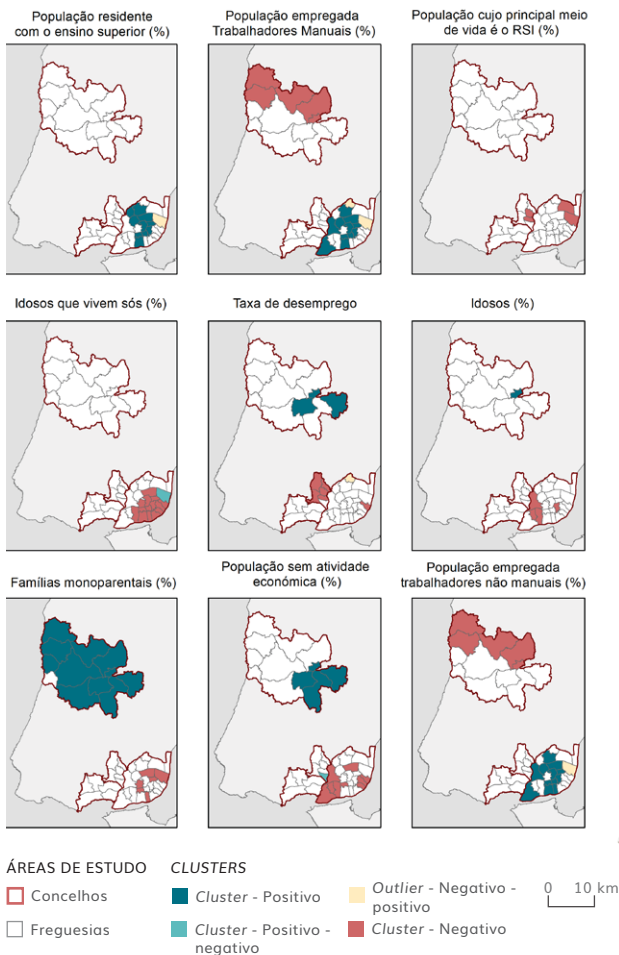 População residente
com o ensino superior (%)
População empregada
Trabalhadores Manuais (%)
População cujo principal meio
de vida é o RSI (%)
Idosos que vivem sós (%)
Taxa de desemprego
Idosos (%)
Famílias monoparentais (%)
População sem atividade
económica (%)
População empregada
trabalhadores não manuais (%)
ÁREAS DE ESTUDO
Concelhos
Freguesias
CLUSTERS
Cluster - Positivo
Cluster - Positivo -
negativo
Outlier - Negativo -
positivo
Cluster - Negativo
0 10 km